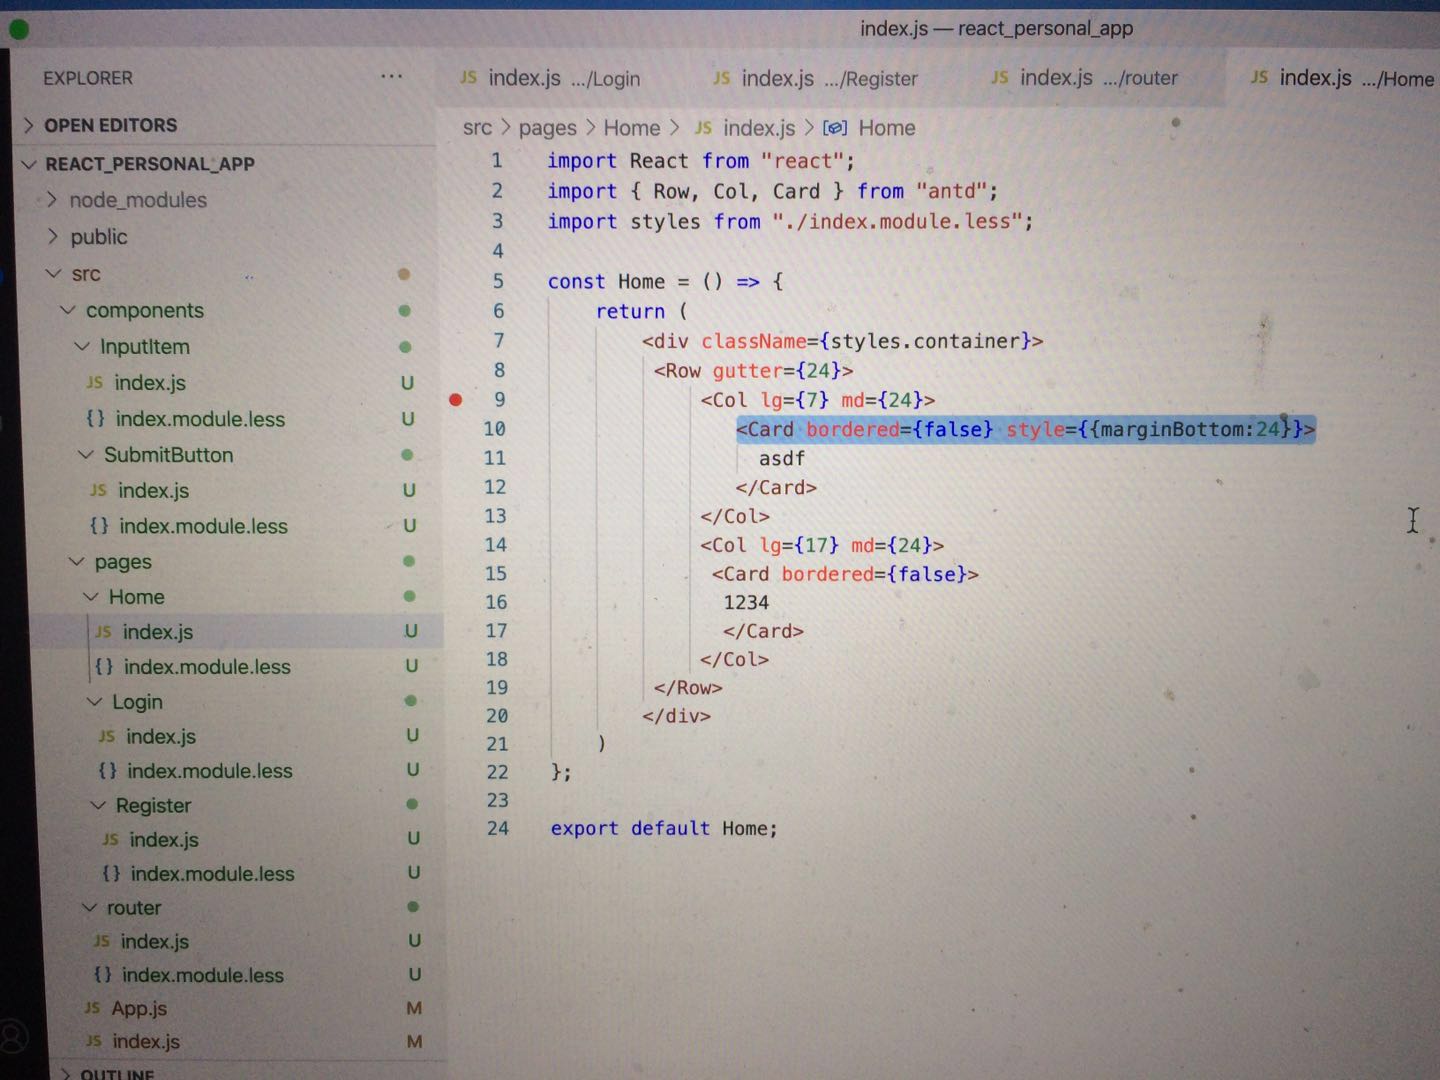 index.js — react_personal_app
EXPLORER ...
JS index.js .../Login JS index.js .../Register JS index.js .../router JS index.js .../Home
OPEN EDITORS
src > pages > Home > JS index.js > Home
REACT_PERSONAL_APP
node_modules
public
src
components
InputItem
JS index.js U
{} index.module.less U
SubmitButton
JS index.js U
{} index.module.less U
pages
Home
JS index.js U
{} index.module.less U
Login
JS index.js U
{} index.module.less U
Register
JS index.js U
{} index.module.less U
router
JS index.js U
{} index.module.less U
JS App.js M
JS index.js M
OUTLINE
1 import React from "react";
2 import { Row, Col, Card } from "antd";
3 import styles from "./index.module.less";
4
5 const Home = () => {
6 return (
7 <div className={styles.container}>
8 <Row gutter={24}>
9 <Col lg={7} md={24}>
10 <Card bordered={false} style={{marginBottom:24}}>
11 asdf
12 </Card>
13 </Col>
14 <Col lg={17} md={24}>
15 <Card bordered={false}>
16 1234
17 </Card>
18 </Col>
19 </Row>
20 </div>
21 )
22 };
23
24 export default Home;